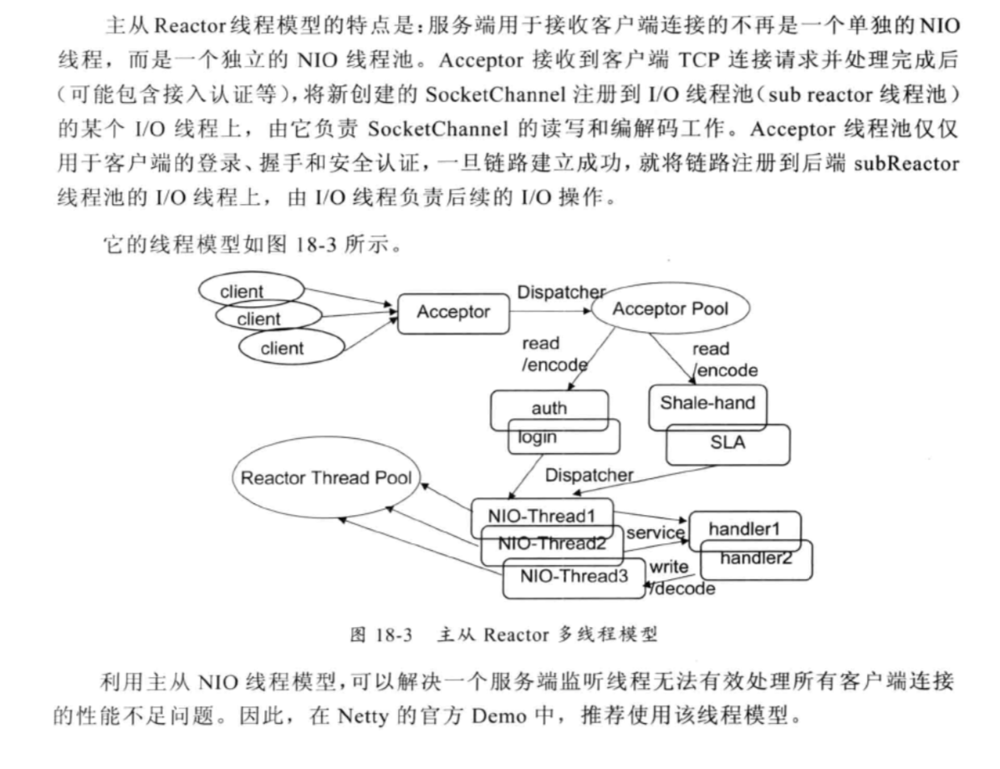 主从 Reactor 线程模型的特点是：服务端用于接收客户端连接的不再是一个单独的 NIO
线程，而是一个独立的 NIO 线程池。Acceptor 接收到客户端 TCP 连接请求并处理完成后
（可能包含接入认证等），将新创建的 SocketChannel 注册到 I/O 线程池（sub reactor 线程池）
的某个 I/O 线程上，由它负责 SocketChannel 的读写和编解码工作。Acceptor 线程池仅仅
用于客户端的登录、握手和安全认证，一旦链路建立成功，就将链路注册到后端 subReactor
线程池的 I/O 线程上，由 I/O 线程负责后续的 I/O 操作。
它的线程模型如图 18-3 所示。
client
client
client
Acceptor
Dispatcher
Acceptor Pool
read
/encode
read
/encode
auth
login
Shale-hand
SLA
Dispatcher
Reactor Thread Pool
NIO-Thread1
NIO-Thread2
NIO-Thread3
service
handler1
handler2
write
/decode
图 18-3 主从 Reactor 多线程模型
利用主从 NIO 线程模型，可以解决一个服务端监听线程无法有效处理所有客户端连接
的性能不足问题。因此，在 Netty 的官方 Demo 中，推荐使用该线程模型。